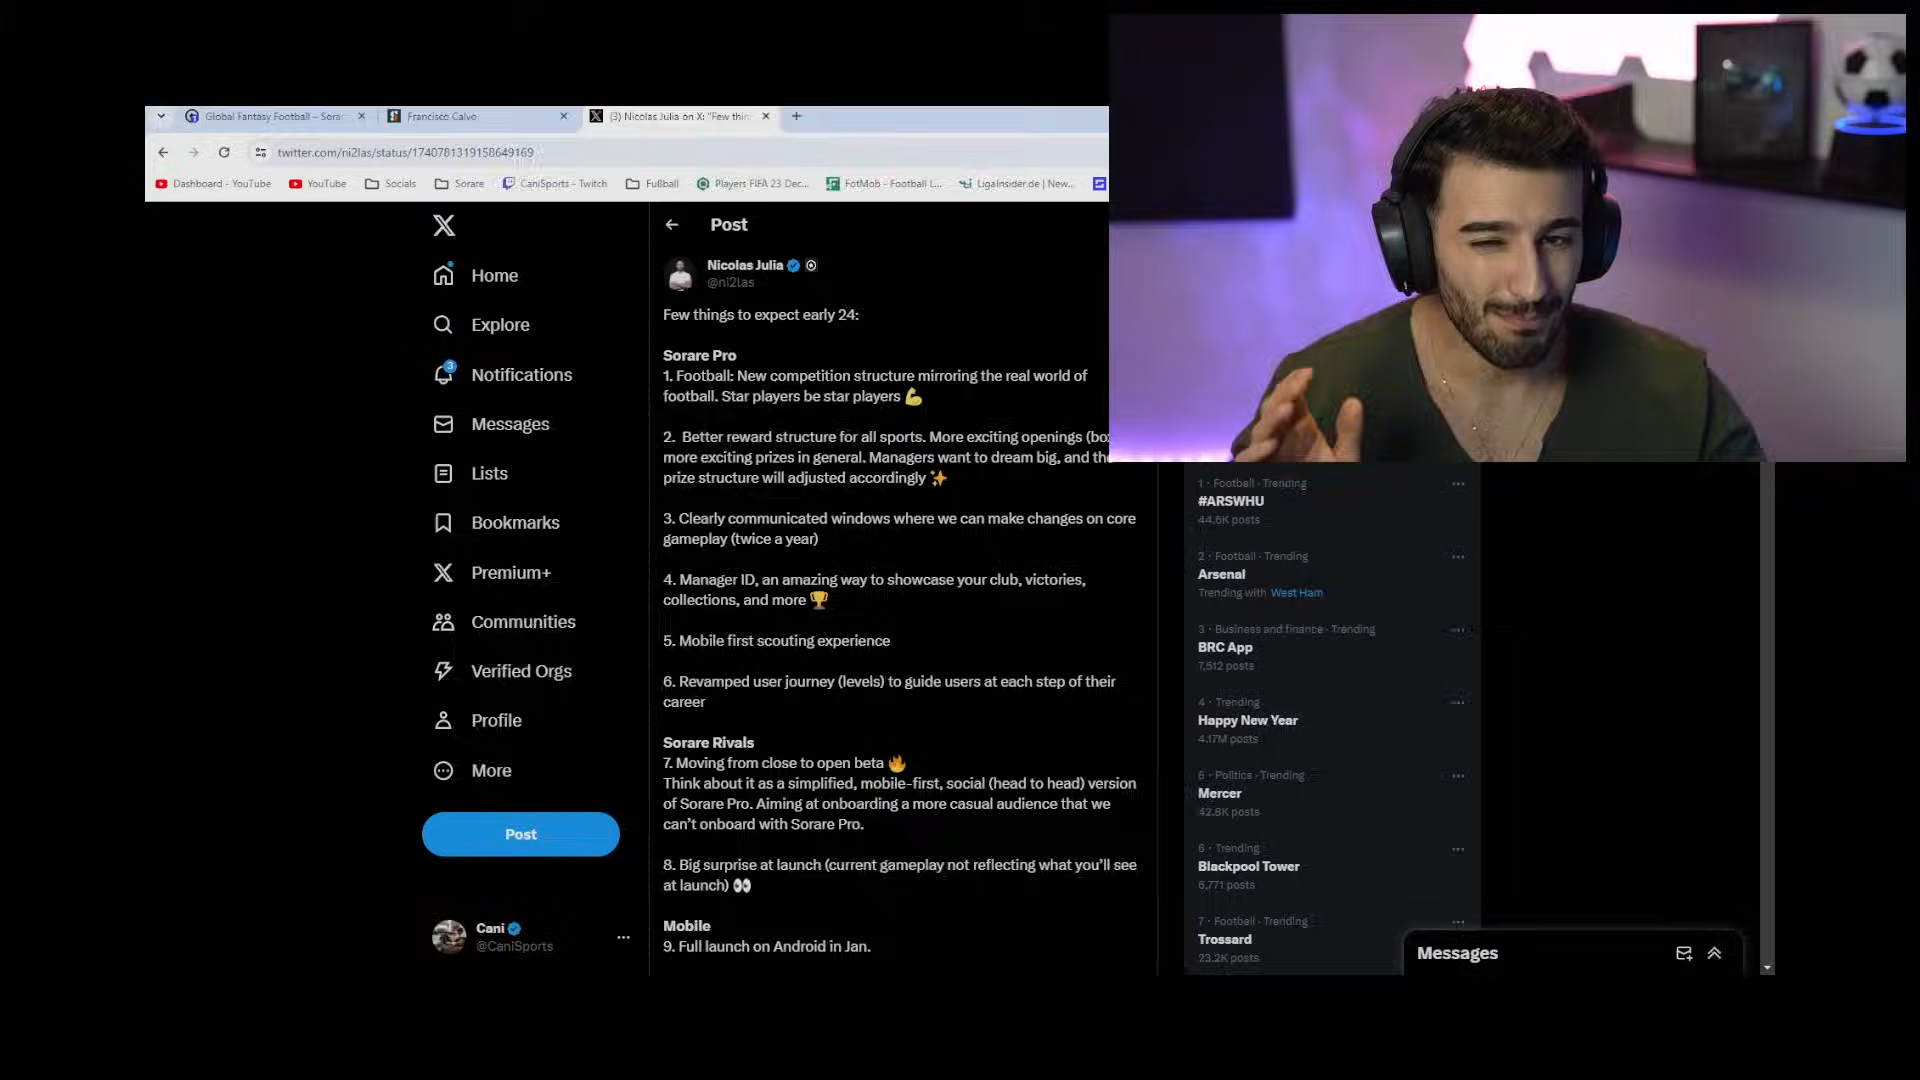 Global Fantasy Football – Sora
Francisco Calvo
(3) Nicolas Julia on X: "Few thin
twitter.com/ni2las/status/1740781319158649169
Dashboard - YouTube
YouTube
Socials
Sorare
CaniSports - Twitch
Fußball
Players FIFA 23 Dec...
FotMob - Football L...
LigaInsider.de | New...
Home
Explore
3
Notifications
Messages
Lists
Bookmarks
Premium+
Communities
Verified Orgs
Profile
More
Post
Cani
@CaniSports
Post
Nicolas Julia
@ni2las
Few things to expect early 24:
Sorare Pro
1. Football: New competition structure mirroring the real world of
football. Star players be star players 💪
2. Better reward structure for all sports. More exciting openings
more exciting prizes in general. Managers want to dream big, and
prize structure will adjusted accordingly ✨
3. Clearly communicated windows where we can make changes on core
gameplay (twice a year)
4. Manager ID, an amazing way to showcase your club, victories,
collections, and more 🏆
5. Mobile first scouting experience
6. Revamped user journey (levels) to guide users at each step of their
career
Sorare Rivals
7. Moving from close to open beta 🔥
Think about it as a simplified, mobile-first, social (head to head) version
of Sorare Pro. Aiming at onboarding a more casual audience that we
can't onboard with Sorare Pro.
8. Big surprise at launch (current gameplay not reflecting what you'll see
at launch) 👀
Mobile
9. Full launch on Android in Jan.
1 · Football · Trending
#ARSWHU
44.6K posts
2 · Football · Trending
Arsenal
Trending with West Ham
3 · Business and finance · Trending
BRC App
7,512 posts
4 · Trending
Happy New Year
4.17M posts
5 · Politics · Trending
Mercer
42.8K posts
6 · Trending
Blackpool Tower
6,771 posts
7 · Football · Trending
Trossard
23.2K posts
Messages